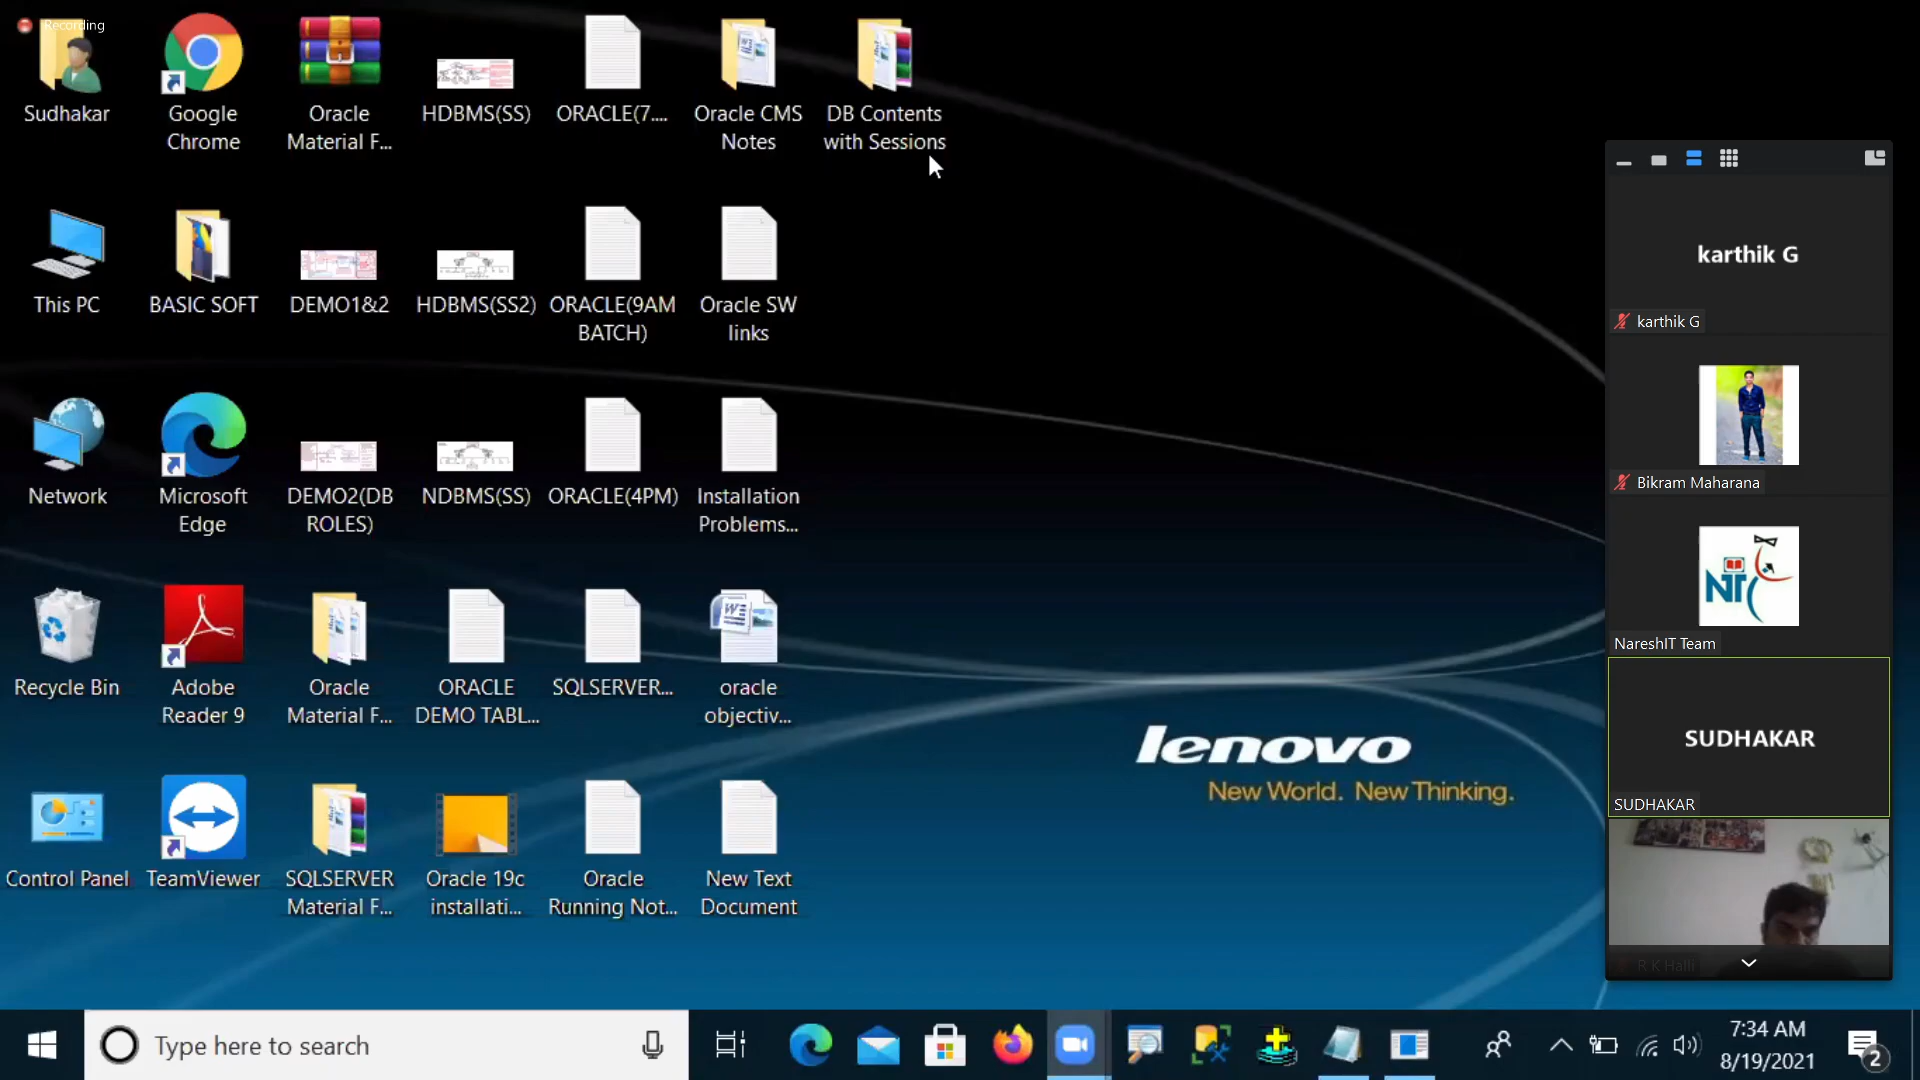 Recording
Sudhakar
Google
Chrome
Oracle
Material F...
HDBMS(SS)
ORACLE(7....
Oracle CMS
Notes
DB Contents
with Sessions
This PC
BASIC SOFT
DEMO1&2
HDBMS(SS2)
ORACLE(9AM
BATCH)
Oracle SW
links
Network
Microsoft
Edge
DEMO2(DB
ROLES)
NDBMS(SS)
ORACLE(4PM)
Installation
Problems...
Recycle Bin
Adobe
Reader 9
Oracle
Material F...
ORACLE
DEMO TABL...
SQLSERVER...
oracle
objectiv...
Control Panel
TeamViewer
SQLSERVER
Material F...
Oracle 19c
installati...
Oracle
Running Not...
New Text
Document
lenovo
New World. New Thinking.
karthik G
karthik G
Bikram Maharana
NIT
NareshIT Team
SUDHAKAR
SUDHAKAR
R K Halli
Type here to search
7:34 AM
8/19/2021
2